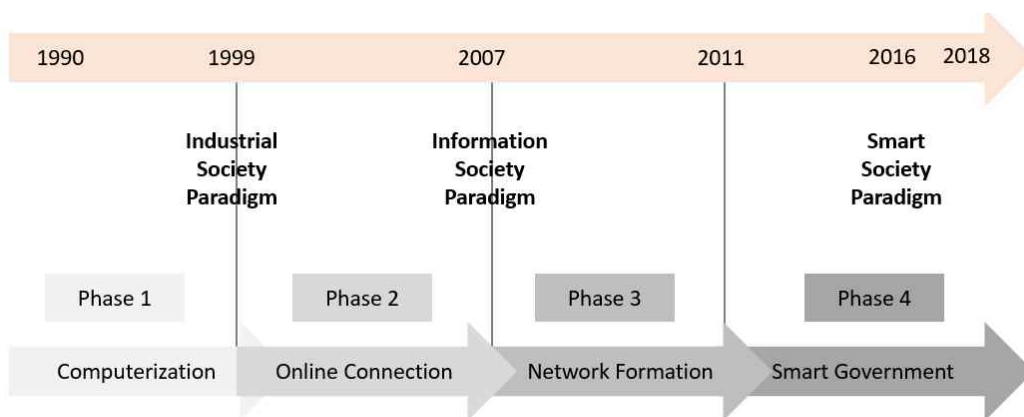 1990 1999 2007 2011 2016 2018
Industrial
Society
Paradigm
Information
Society
Paradigm
Smart
Society
Paradigm
Phase 1 Phase 2 Phase 3 Phase 4
Computerization Online Connection Network Formation Smart Government